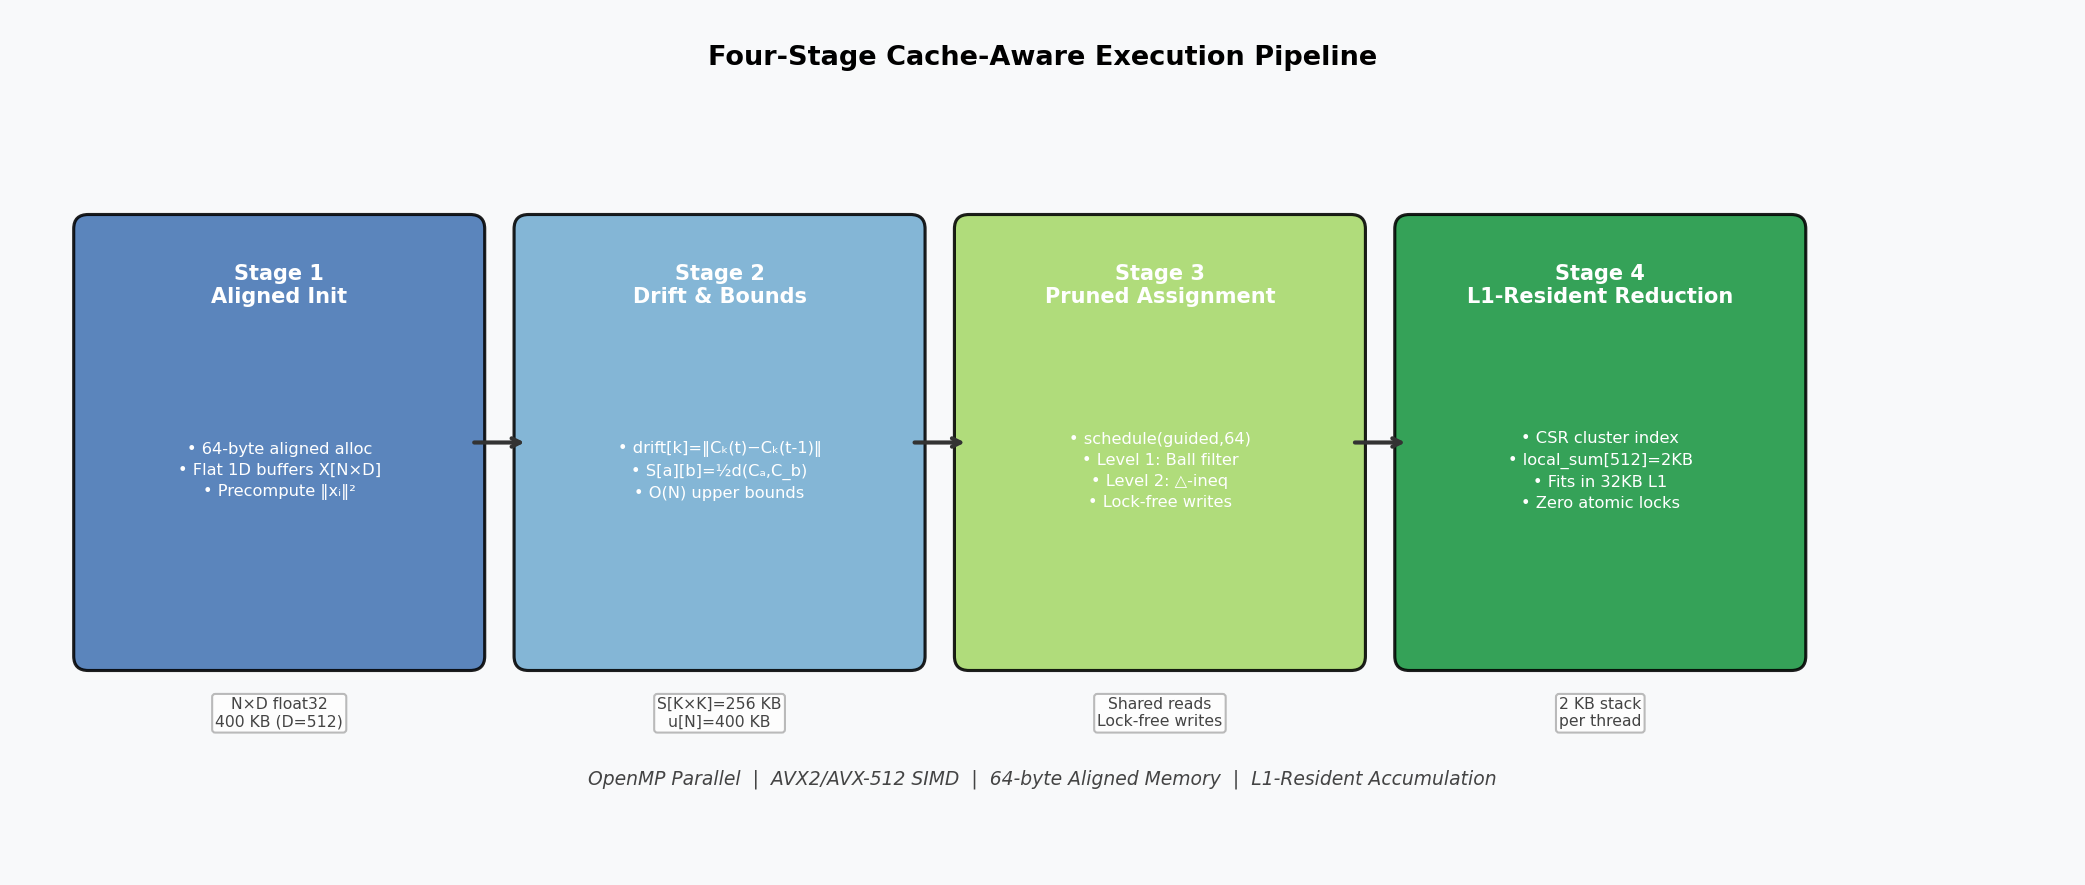 Four-Stage Cache-Aware Execution Pipeline
Stage 1
Aligned Init
• 64-byte aligned alloc
• Flat 1D buffers X[N×D]
• Precompute ‖xᵢ‖²
N×D float32
400 KB (D=512)
Stage 2
Drift & Bounds
• drift[k]=‖Cₖ(t)−Cₖ(t-1)‖
• S[a][b]=½d(Cₐ,C_b)
• O(N) upper bounds
S[K×K]=256 KB
u[N]=400 KB
Stage 3
Pruned Assignment
• schedule(guided,64)
• Level 1: Ball filter
• Level 2: △-ineq
• Lock-free writes
Shared reads
Lock-free writes
Stage 4
L1-Resident Reduction
• CSR cluster index
• local_sum[512]=2KB
• Fits in 32KB L1
• Zero atomic locks
2 KB stack
per thread
OpenMP Parallel | AVX2/AVX-512 SIMD | 64-byte Aligned Memory | L1-Resident Accumulation